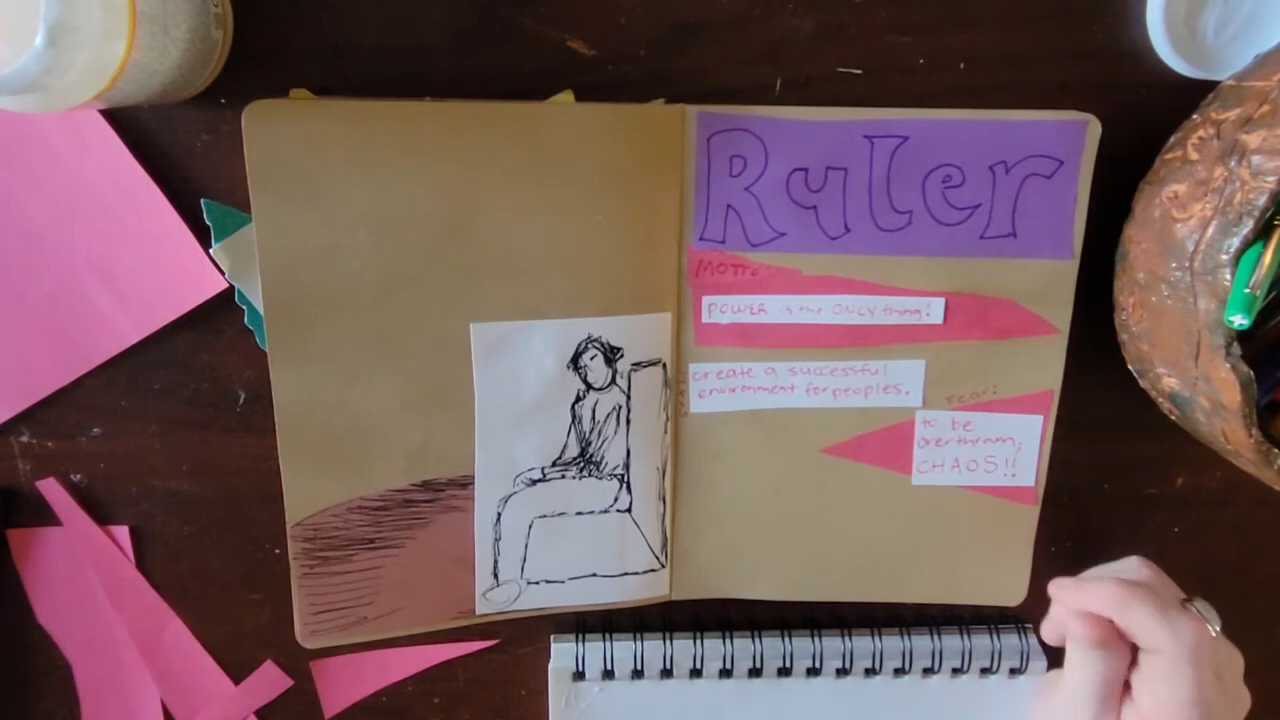 Ruler
MOTTO
POWER is the ONLY thing!
create a successful
environment for peoples.
fear:
to be
overthrown,
CHAOS!!